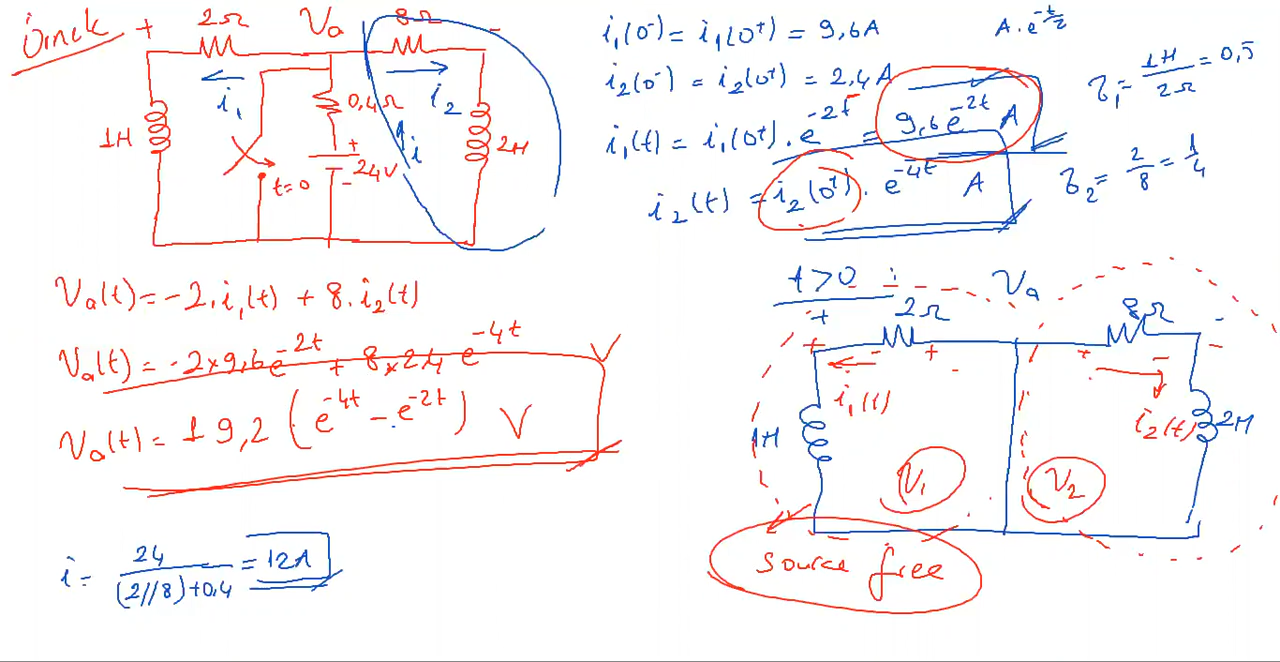 örnek
+ 2Ω Va 8Ω -
i₁ i₂
0,4Ω
1H i 2H
+
24V
-
t=0
Va(t)=-2.i₁(t) + 8.i₂(t)
Va(t)= -2x9,6e^-2t + 8x2,4 e^-4t
Va(t)= 19,2 (e^-4t - e^-2t) V
i = 24/((2//8)+0,4) = 12A
i₁(0⁻)= i₁(0⁺) = 9,6A
A.e^-t/τ
i₂(0⁻) = i₂(0⁺) = 2,4A
i₁(t) = i₁(0⁺).e^-2t = 9,6e^-2t A
i₂(t) = i₂(0⁺).e^-4t A
τ₁= 1H/2Ω = 0,5
τ₂= 2/8 = 1/4
t>0 : Va
+ 2Ω 8Ω -
+ - + - + - -
i₁(t) i₂(t)
1H 2H
V₁ V₂
source free